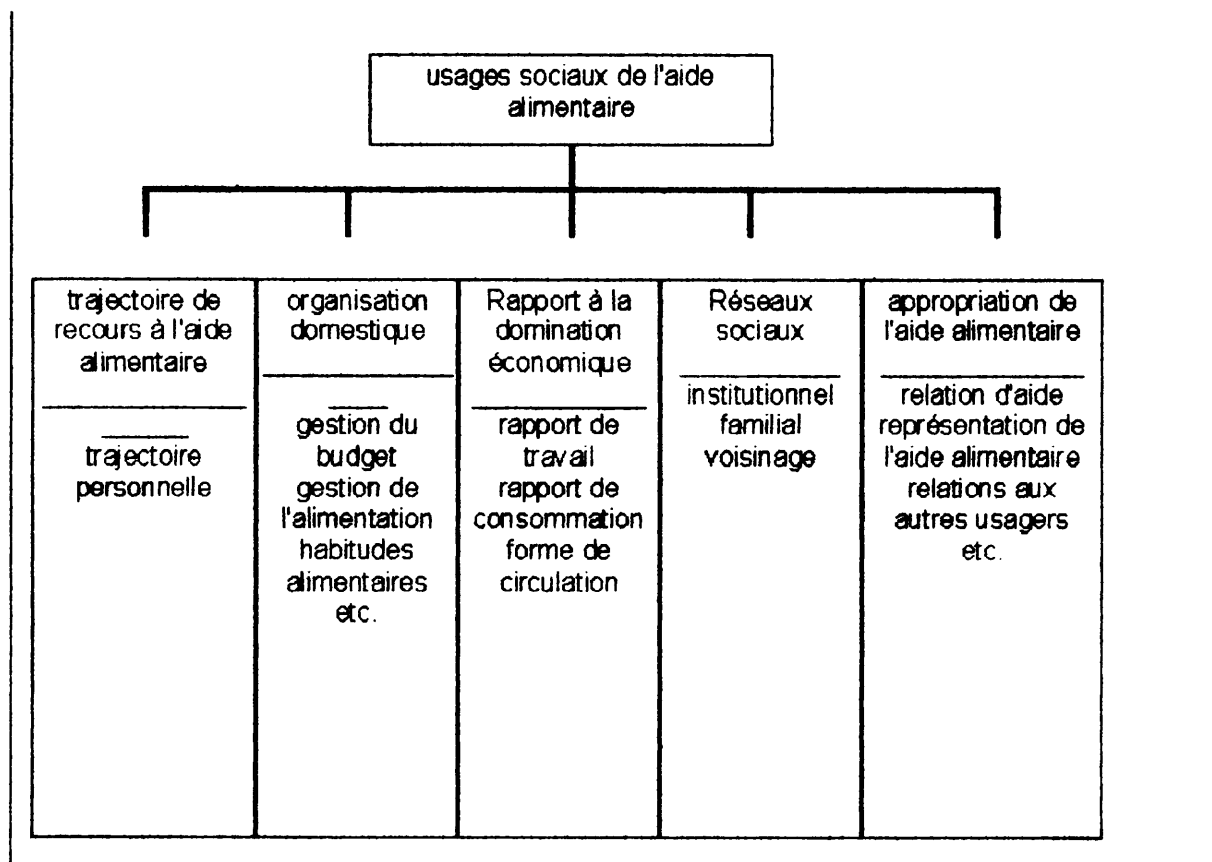 usages sociaux de l'aide
alimentaire
trajectoire de
recours à l'aide
alimentaire
trajectoire
personnelle
organisation
domestique
gestion du
budget
gestion de
l'alimentation
habitudes
alimentaires
etc.
Rapport à la
domination
économique
rapport de
travail
rapport de
consommation
forme de
circulation
Réseaux
sociaux
institutionnel
familial
voisinage
appropriation de
l'aide alimentaire
relation d'aide
représentation de
l'aide alimentaire
relations aux
autres usagers
etc.